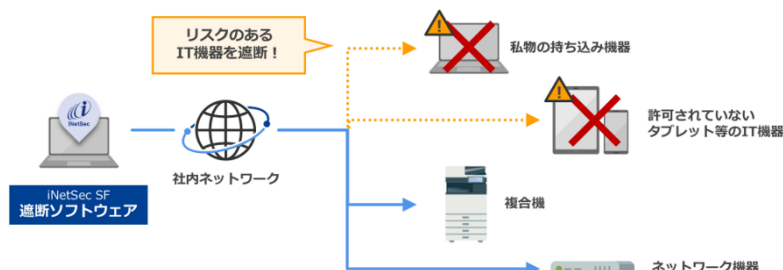 リスクのある
IT機器を遮断！
私物の持ち込み機器
iNetSec
許可されていない
タブレット等のIT機器
社内ネットワーク
iNetSec SF
遮断ソフトウェア
複合機
ネットワーク機器